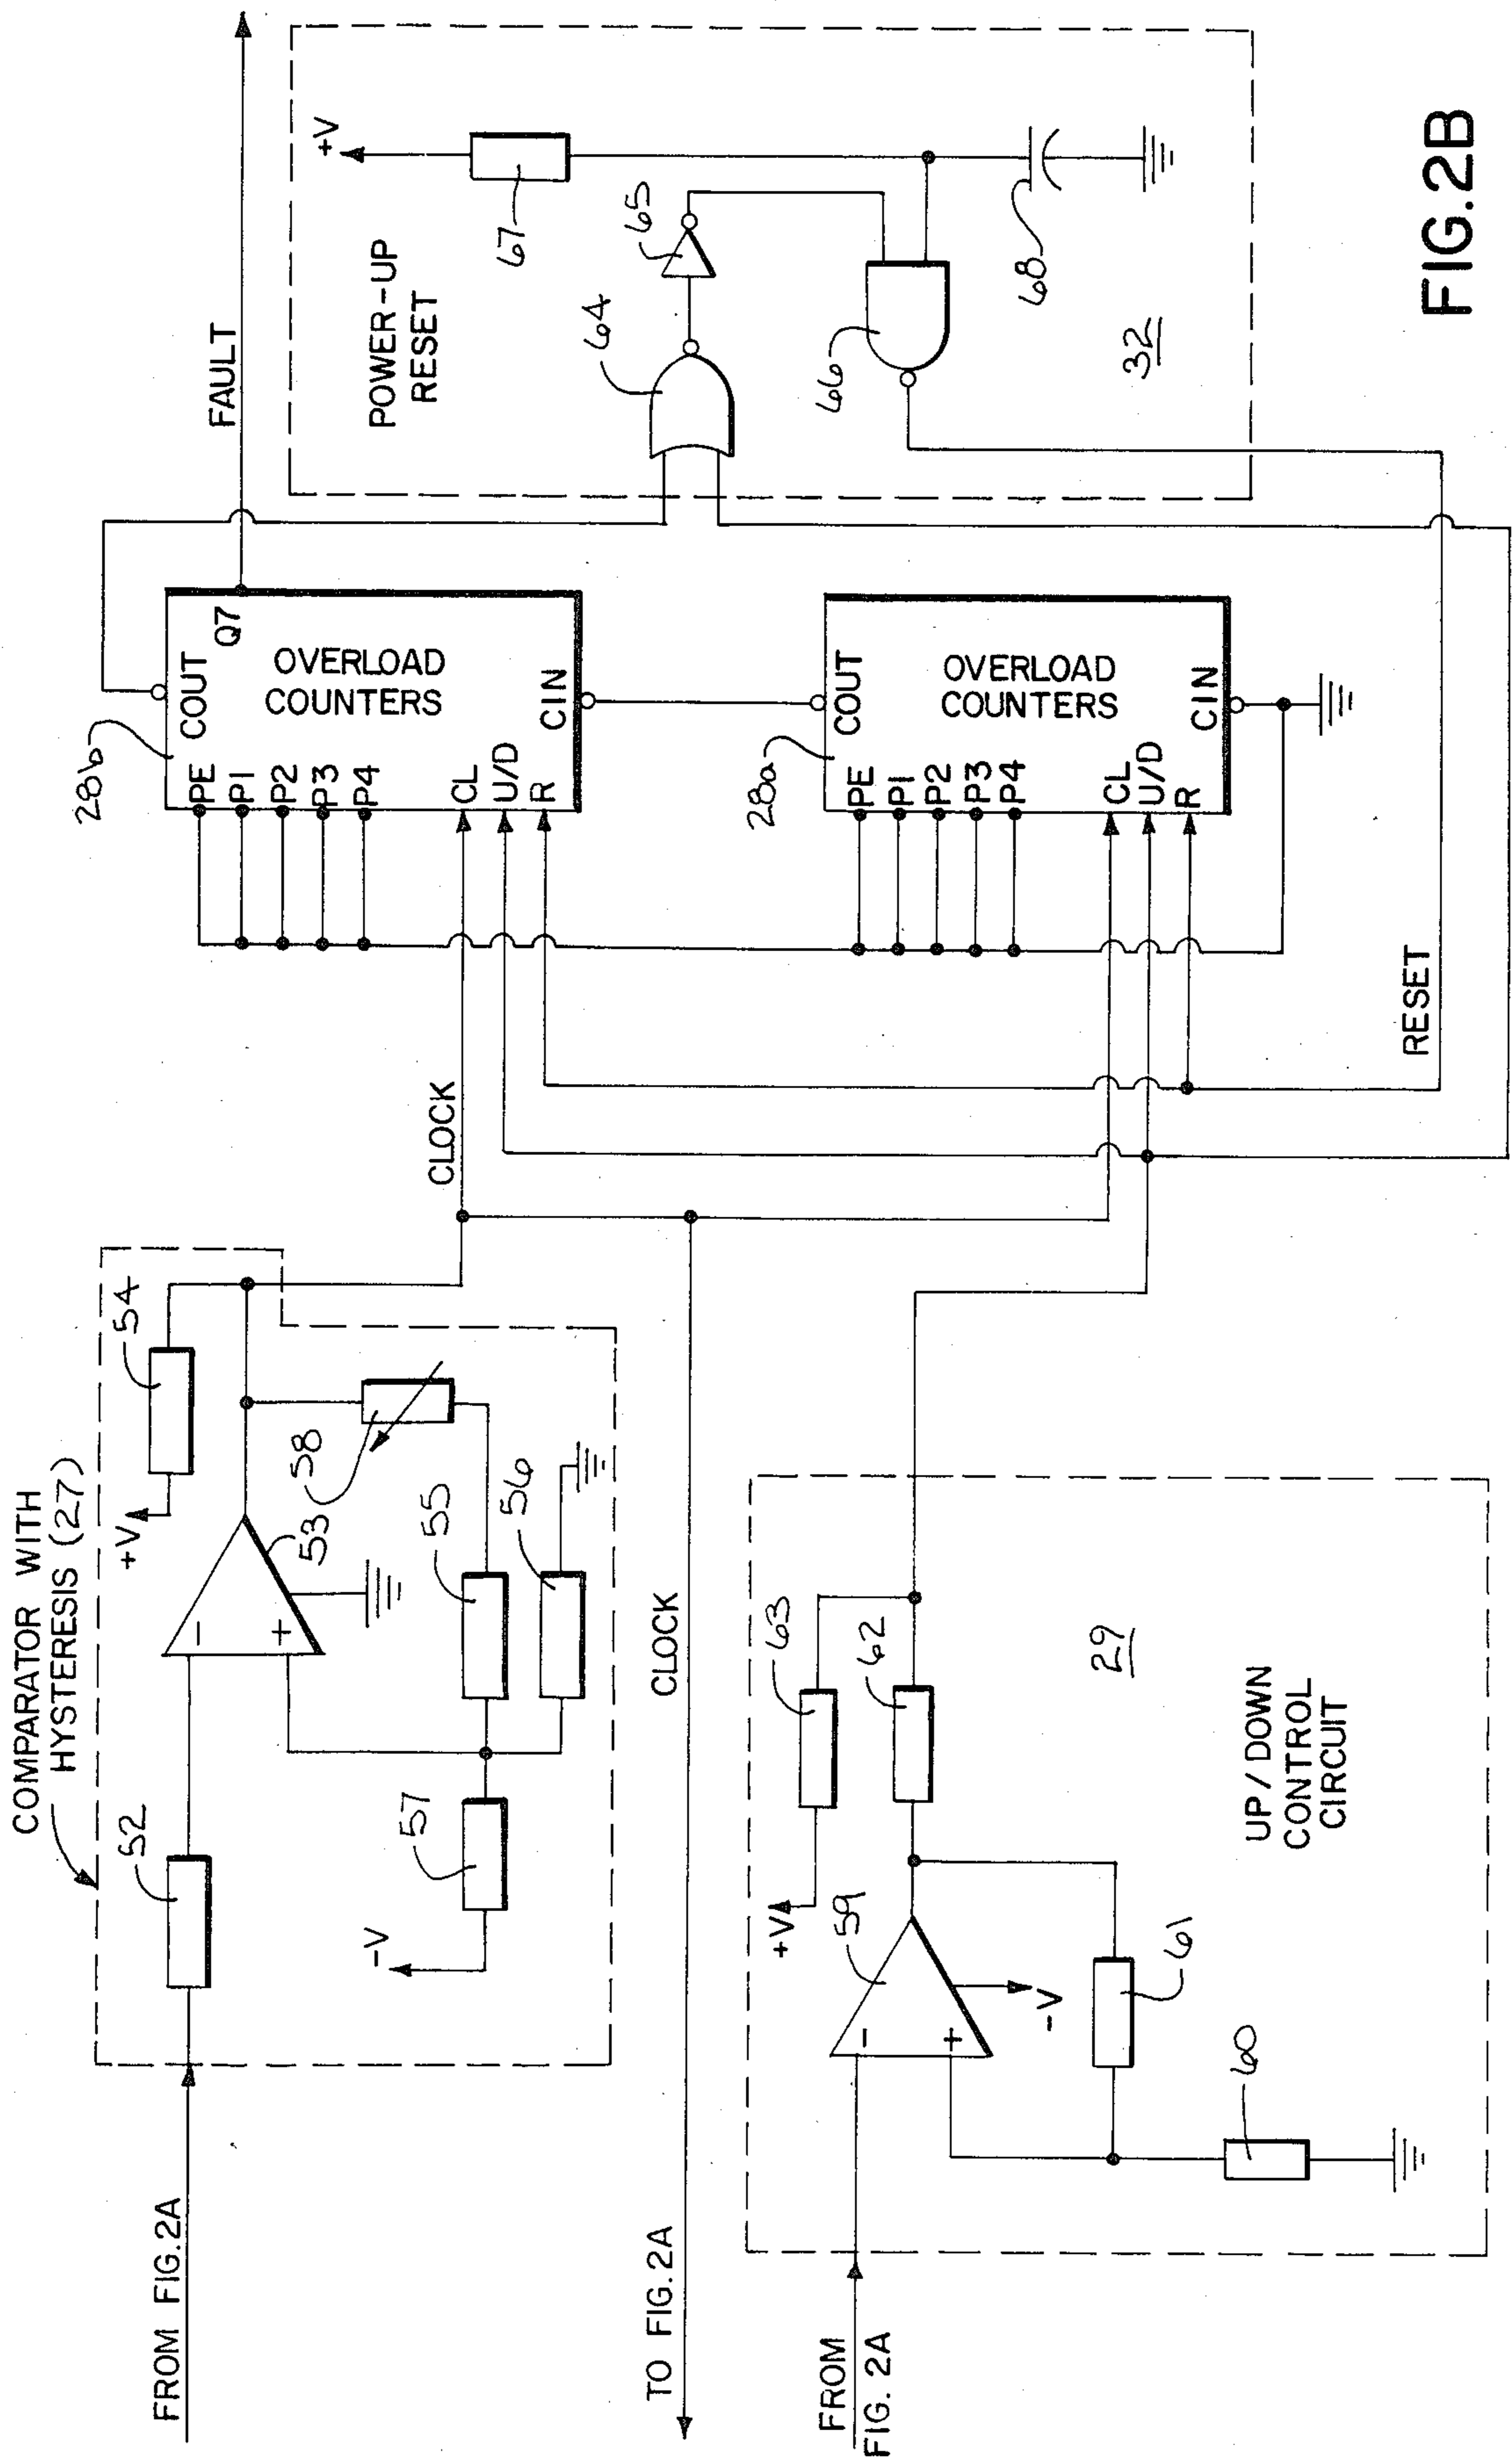 COMPARATOR WITH
HYSTERESIS (27)
FROM FIG.2A
52
+V
54
-
+
53
58
55
56
57
-V
CLOCK
CLOCK
TO FIG.2A
FROM
FIG. 2A
+V
59
-
+
-V
63
62
61
60
29
UP/DOWN
CONTROL
CIRCUIT
28b
COUT
Q7
PE
P1
P2
P3
P4
OVERLOAD
COUNTERS
CL
U/D
R
CIN
28a
COUT
PE
P1
P2
P3
P4
OVERLOAD
COUNTERS
CL
U/D
R
CIN
RESET
FAULT
POWER-UP
RESET
+V
67
64
65
66
68
32
FIG.2B